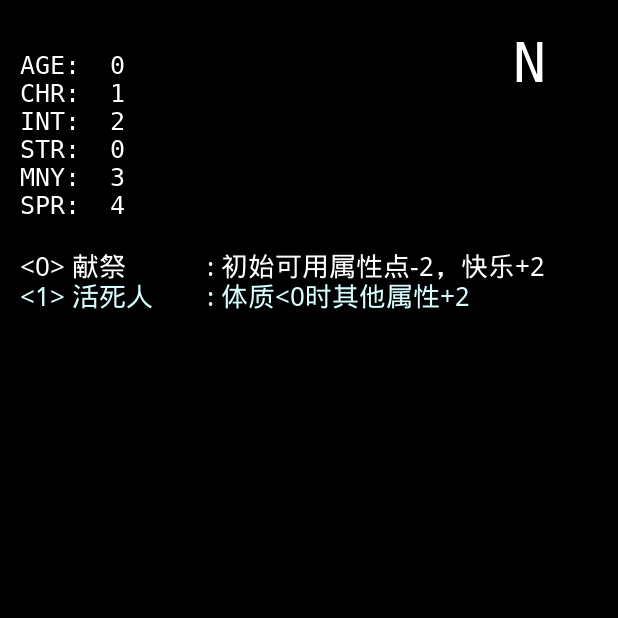 N
AGE: 0
CHR: 1
INT: 2
STR: 0
MNY: 3
SPR: 4
<0> 献祭 : 初始可用属性点-2，快乐+2
<1> 活死人 : 体质<0时其他属性+2